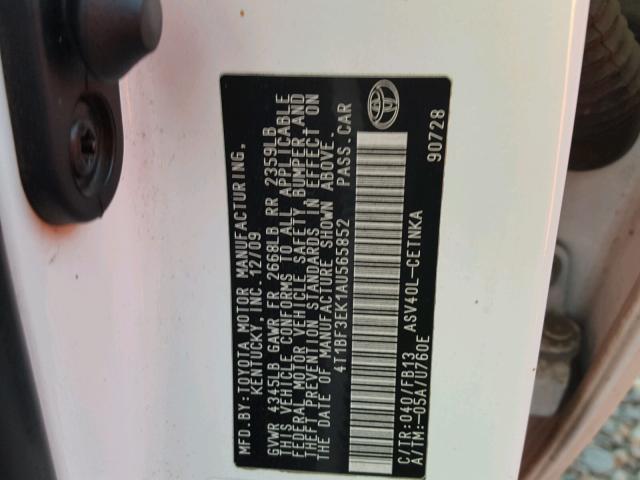 MFD.BY:TOYOTA MOTOR MANUFACTURING,
KENTUCKY, INC. 12/09
GVWR 4345LB GAWR FR 2668LB RR 2359LB
THIS VEHICLE CONFORMS TO ALL APPLICABLE
FEDERAL MOTOR VEHICLE SAFETY, BUMPER,AND
THEFT PREVENTION STANDARDS IN EFFECT ON
THE DATE OF MANUFACTURE SHOWN ABOVE.
4T1BF3EK1AU565852 PASS.CAR
C/TR:040/FB13 ASV40L-CETNKA
A/TM:-05A/U760E
90728